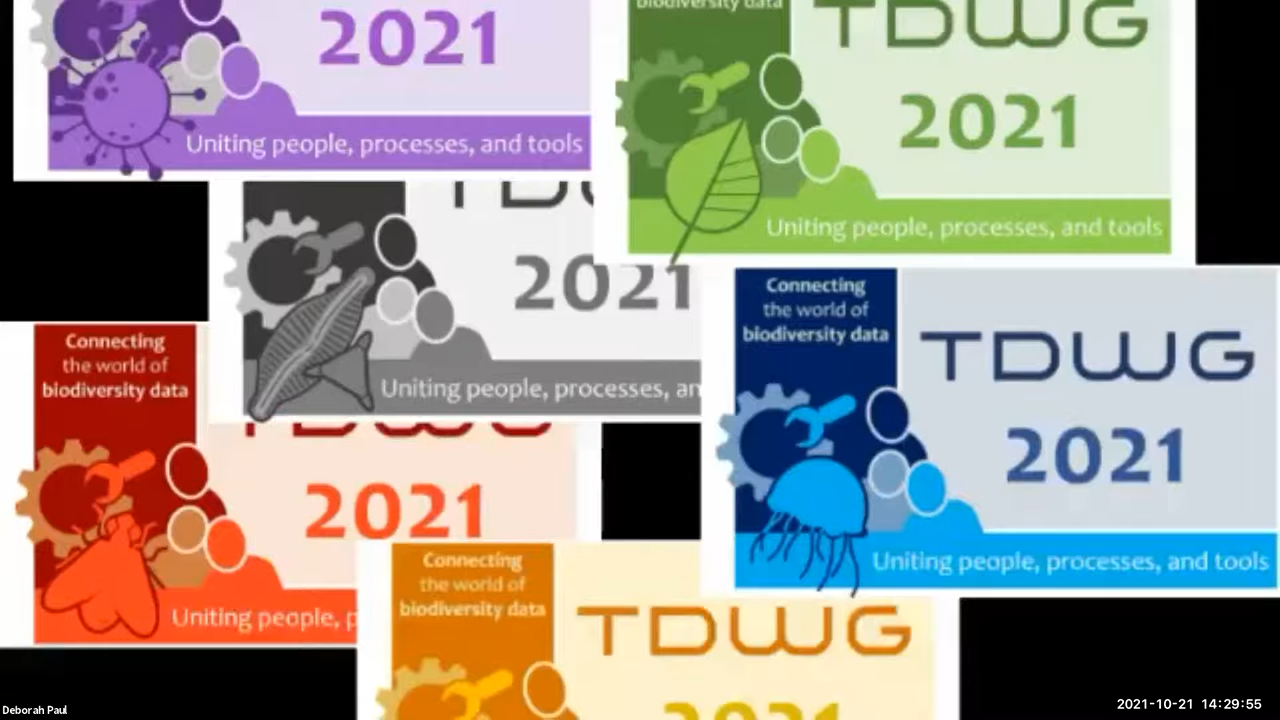 2021
Uniting people, processes, and tools
biodiversity data
TDWG
2021
Uniting people, processes, and tools
2021
Uniting people, processes, an
Connecting
the world of
biodiversity data
TDWG
2021
Uniting people, processes, and tools
Connecting
the world of
biodiversity data
TDWG
2021
Uniting people, p
Connecting
the world of
biodiversity data
TDWG
2021
Deborah Paul
2021-10-21 14:29:55